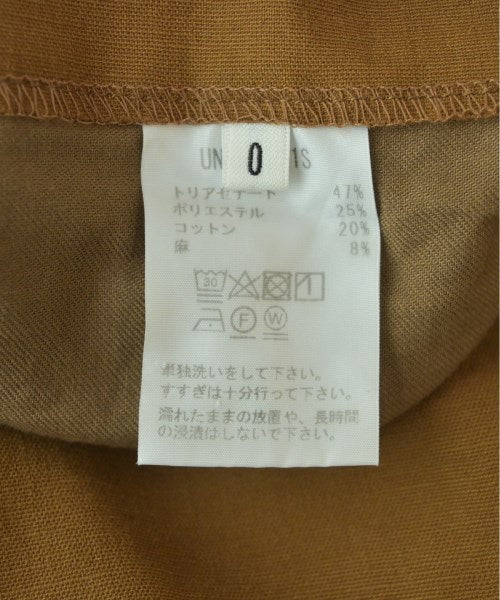 UN 1S
0
トリアセテート 47%
ポリエステル 25%
コットン 20%
麻 8%
30
F W
単独洗いをして下さい。
すすぎは十分行って下さい。
濡れたままの放置や、長時間
の浸漬はしないで下さい。